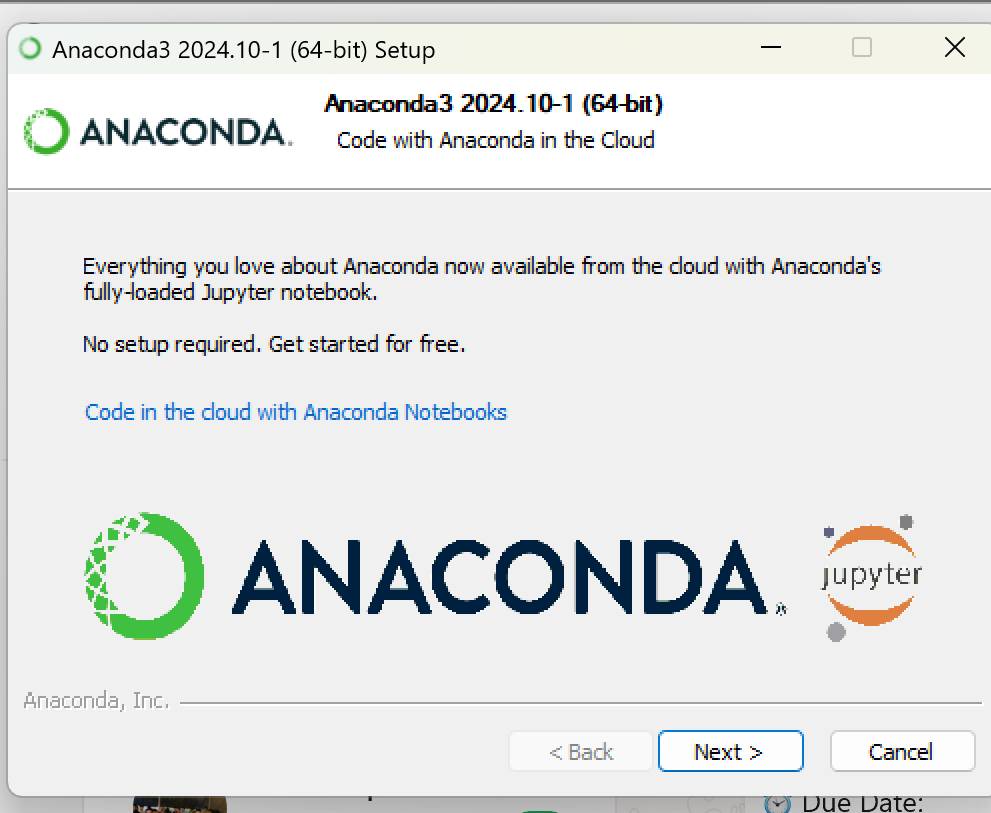 Anaconda3 2024.10-1 (64-bit) Setup
Anaconda3 2024.10-1 (64-bit)
ANACONDA.
Code with Anaconda in the Cloud
Everything you love about Anaconda now available from the cloud with Anaconda's
fully-loaded Jupyter notebook.
No setup required. Get started for free.
Code in the cloud with Anaconda Notebooks
ANACONDA.®
jupyter
Anaconda, Inc.
< Back
Next >
Cancel
Due Date: